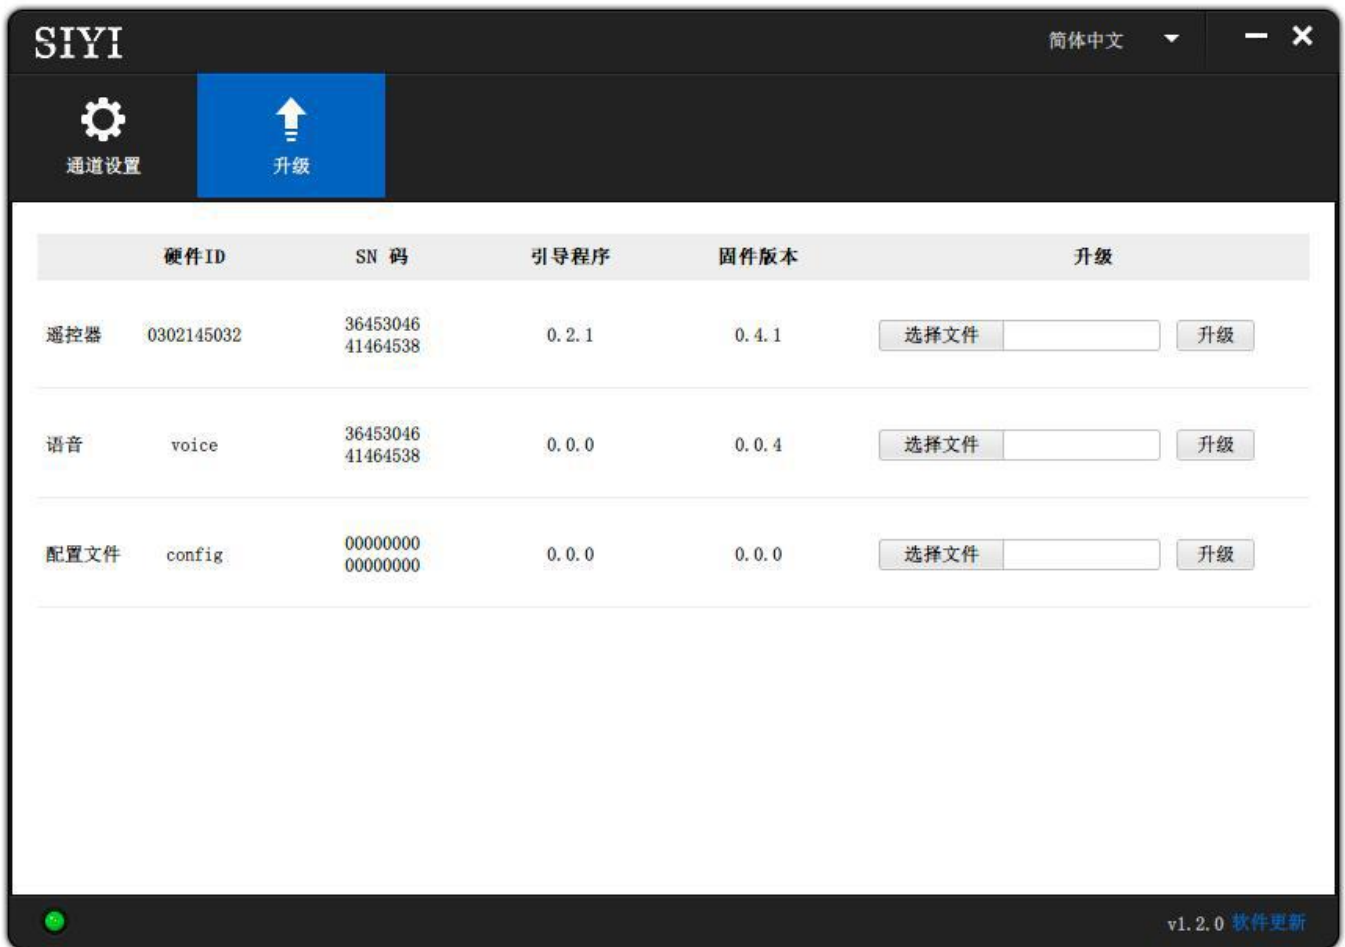 SIYI
简体中文
通道设置
升级
硬件ID SN 码 引导程序 固件版本 升级
遥控器 0302145032 36453046 0.2.1 0.4.1 选择文件 升级
41464538
语音 voice 36453046 0.0.0 0.0.4 选择文件 升级
41464538
配置文件 config 00000000 0.0.0 0.0.0 选择文件 升级
00000000
v1.2.0 软件更新